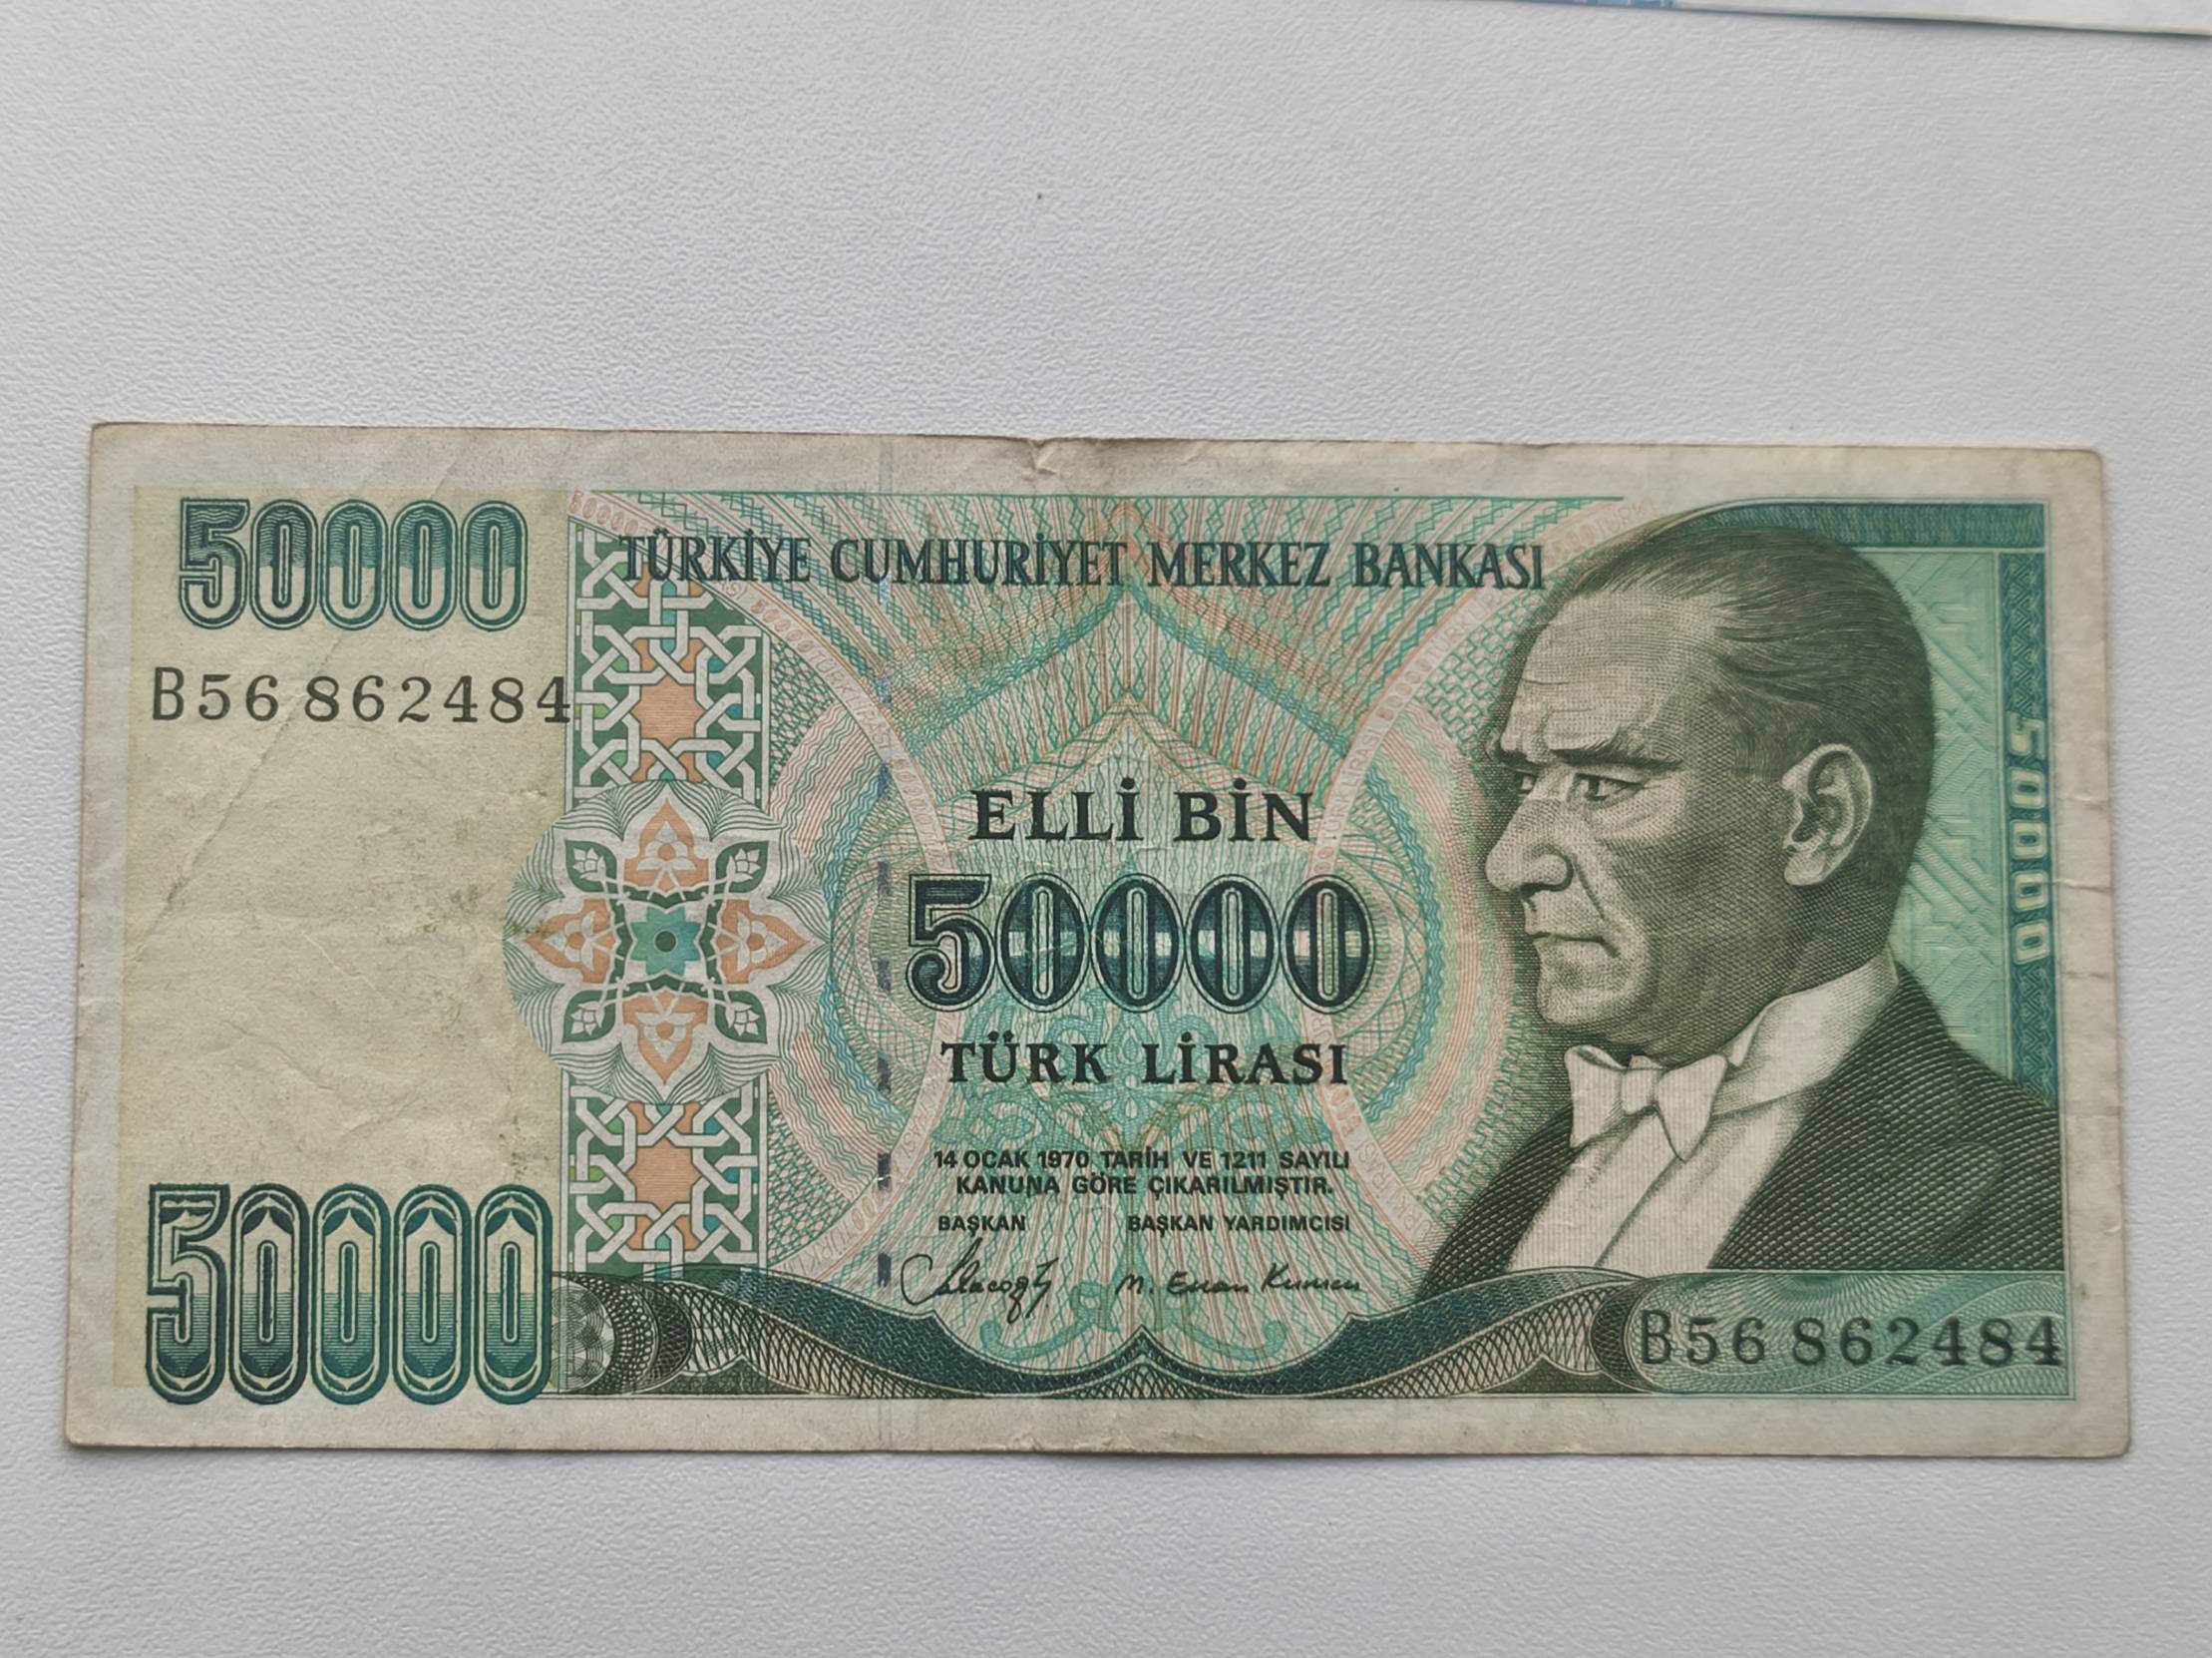 50000
TÜRKİYE CUMHURİYET MERKEZ BANKASI
B56 862484
50000
ELLİ BİN
50000
TÜRK LİRASI
14 OCAK 1970 TARİH VE 1211 SAYILI
KANUNA GÖRE ÇIKARILMIŞTIR.
BAŞKAN BAŞKAN YARDIMCISI
50000
B56 862484